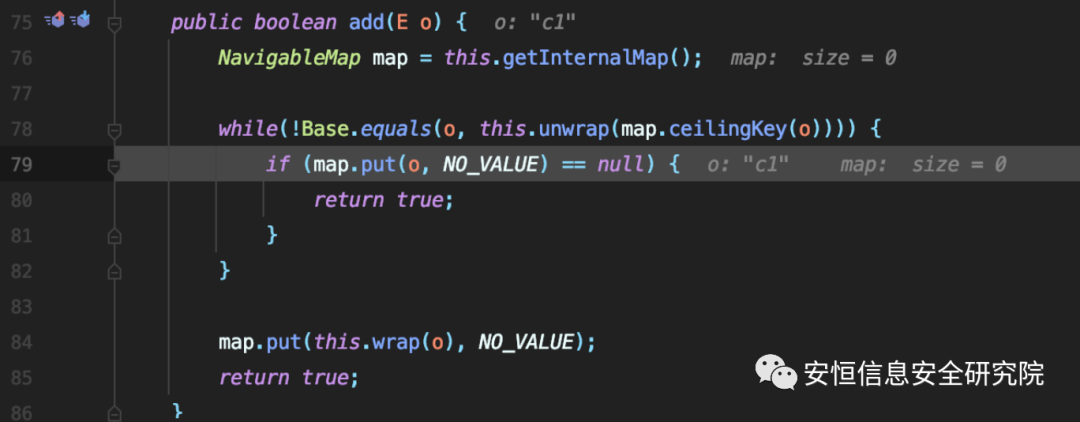 75 public boolean add(E o) { o: "c1"
76 NavigableMap map = this.getInternalMap(); map: size = 0
77
78 while(!Base.equals(o, this.unwrap(map.ceilingKey(o)))) {
79 if (map.put(o, NO_VALUE) == null) { o: "c1" map: size = 0
80 return true;
81 }
82 }
83
84 map.put(this.wrap(o), NO_VALUE);
85 return true;
86 }
安恒信息安全研究院